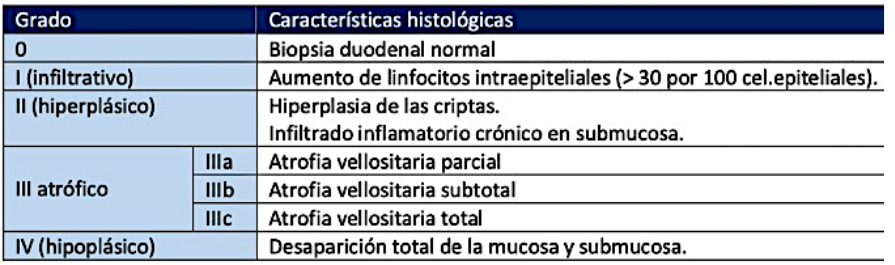 Grado Características histológicas
0 Biopsia duodenal normal
I (infiltrativo) Aumento de linfocitos intraepiteliales (> 30 por 100 cel.epiteliales).
II (hiperplásico) Hiperplasia de las criptas.
Infiltrado inflamatorio crónico en submucosa.
III atrófico IIIa Atrofia vellositaria parcial
IIIb Atrofia vellositaria subtotal
IIIc Atrofia vellositaria total
IV (hipoplásico) Desaparición total de la mucosa y submucosa.